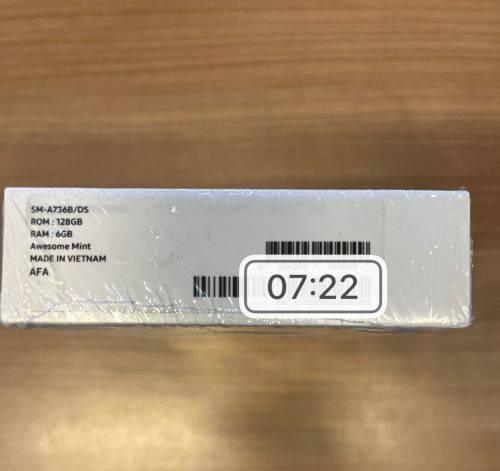 SM-A736B/DS
ROM : 128GB
RAM : 6GB
Awesome Mint
MADE IN VIETNAM
AFA
07:22